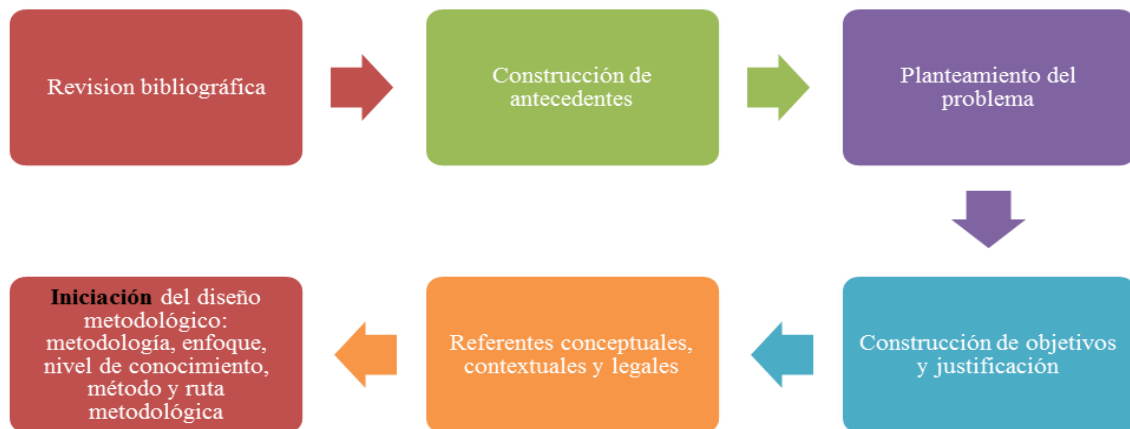 Revision bibliográfica
Construcción de
antecedentes
Planteamiento del
problema
Construcción de objetivos
y justificación
Referentes conceptuales,
contextuales y legales
Iniciación del diseño
metodológico:
metodología, enfoque,
nivel de conocimiento,
método y ruta
metodológica